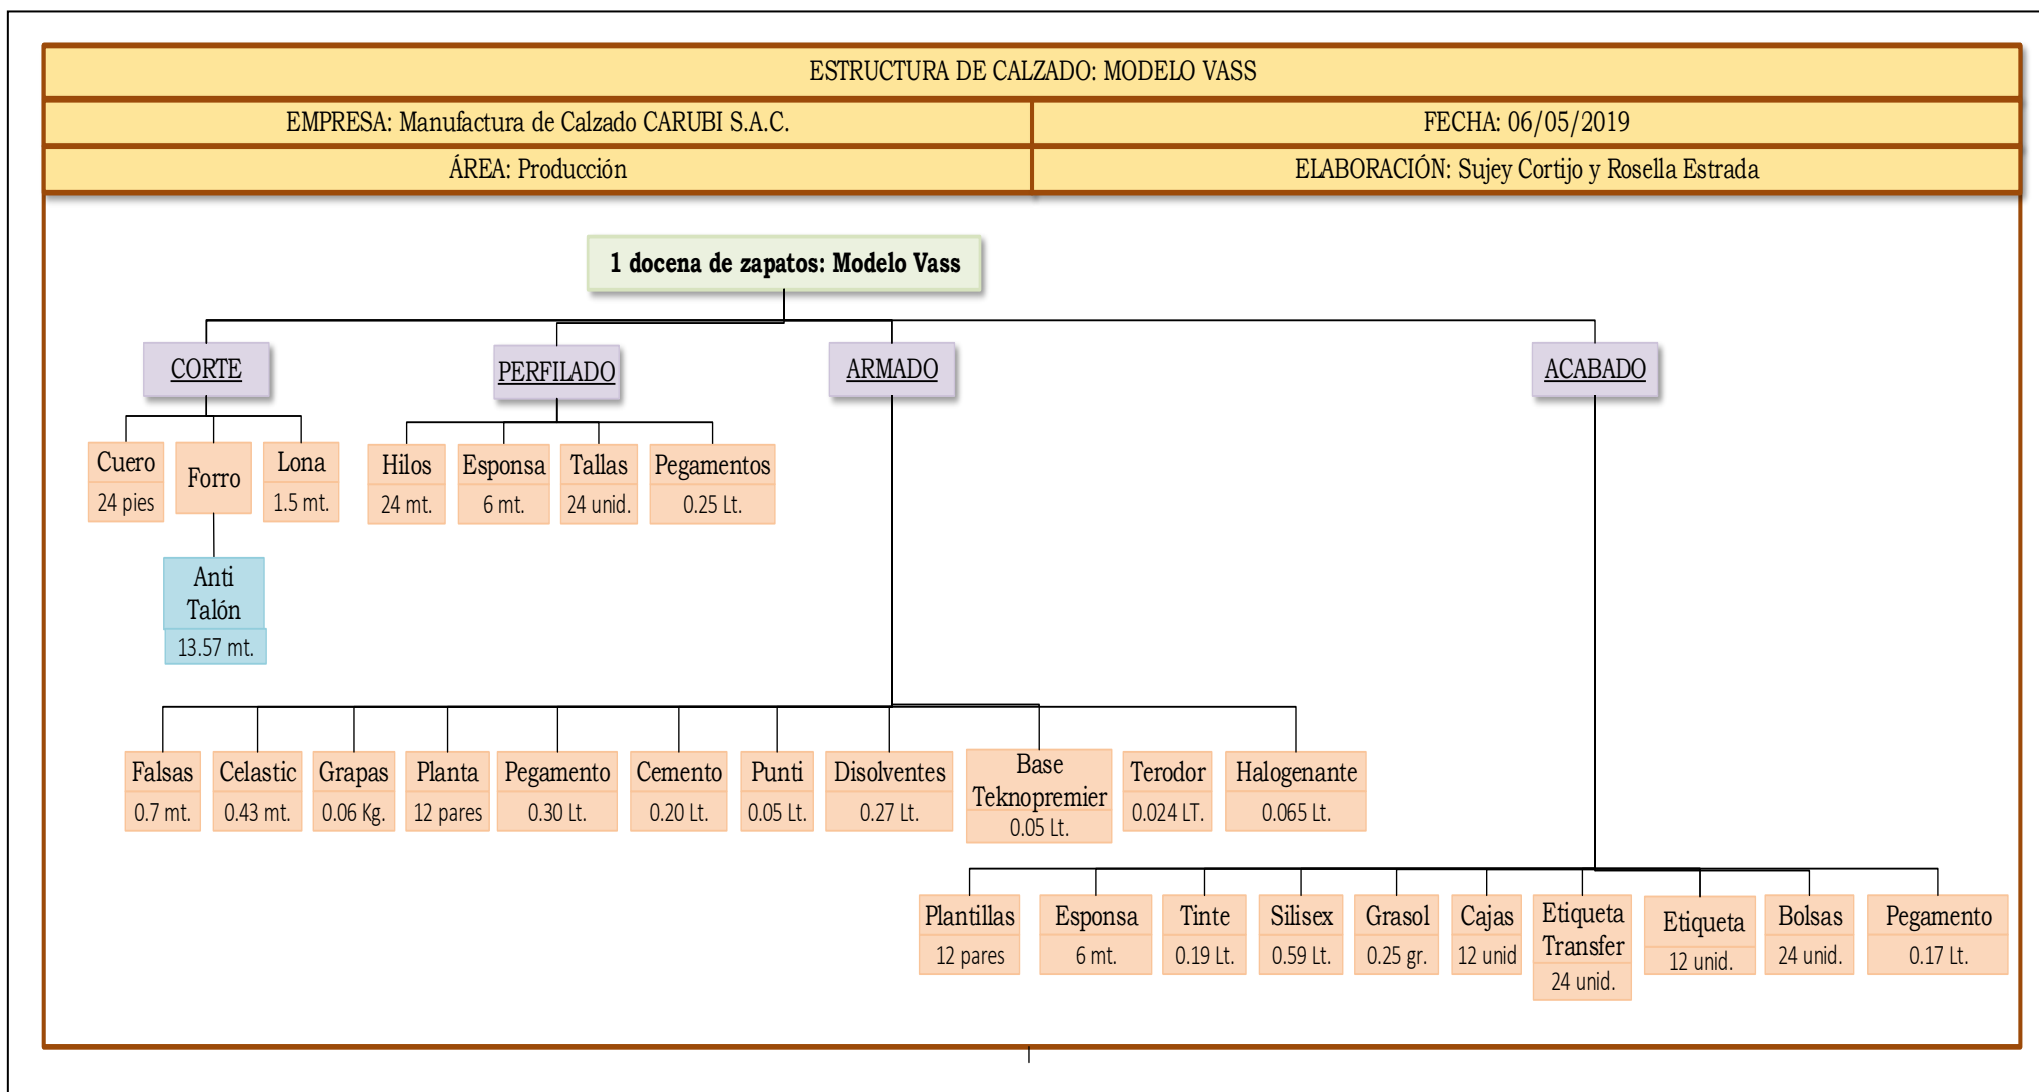 ESTRUCTURA DE CALZADO: MODELO VASS
EMPRESA: Manufactura de Calzado CARUBI S.A.C.
FECHA: 06/05/2019
ÁREA: Producción
ELABORACIÓN: Sujey Cortijo y Rosella Estrada
1 docena de zapatos: Modelo Vass
CORTE
PERFILADO
ARMADO
ACABADO
Cuero
24 pies
Forro
Lona
1.5 mt.
Hilos
24 mt.
Esponsa
6 mt.
Tallas
24 unid.
Pegamentos
0.25 Lt.
Anti
Talón
13.57 mt.
Falsas
0.7 mt.
Celastic
0.43 mt.
Grapas
0.06 Kg.
Planta
12 pares
Pegamento
0.30 Lt.
Cemento
0.20 Lt.
Punti
0.05 Lt.
Disolventes
0.27 Lt.
Base
Teknopremier
0.05 Lt.
Terodor
0.024 LT.
Halogenante
0.065 Lt.
Plantillas
12 pares
Esponsa
6 mt.
Tinte
0.19 Lt.
Silisex
0.59 Lt.
Grasol
0.25 gr.
Cajas
12 unid
Etiqueta
Transfer
24 unid.
Etiqueta
12 unid.
Bolsas
24 unid.
Pegamento
0.17 Lt.